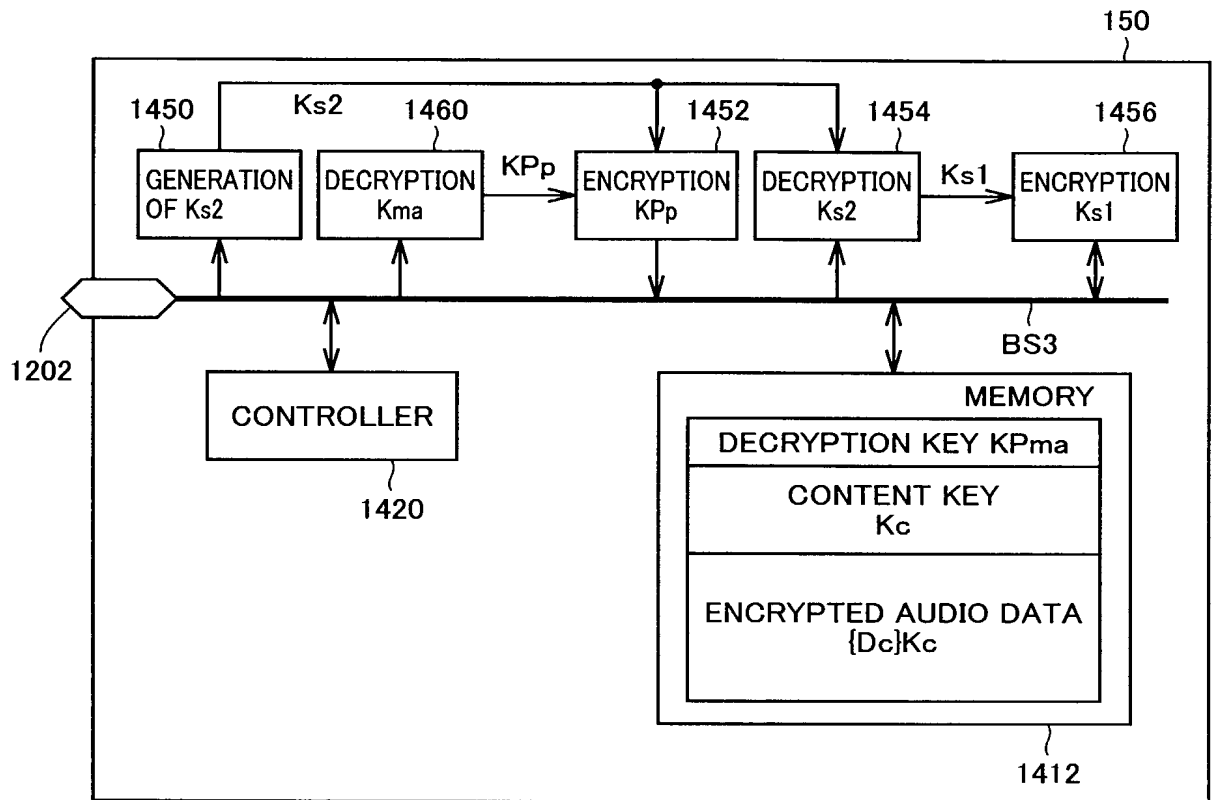 150
1450
Ks2
1460
1452
1454
1456
GENERATION
OF Ks2
DECRYPTION
Kma
KPp
ENCRYPTION
KPp
DECRYPTION
Ks2
Ks1
ENCRYPTION
Ks1
1202
BS3
CONTROLLER
1420
MEMORY
DECRYPTION KEY KPma
CONTENT KEY
Kc
ENCRYPTED AUDIO DATA
{Dc}Kc
1412